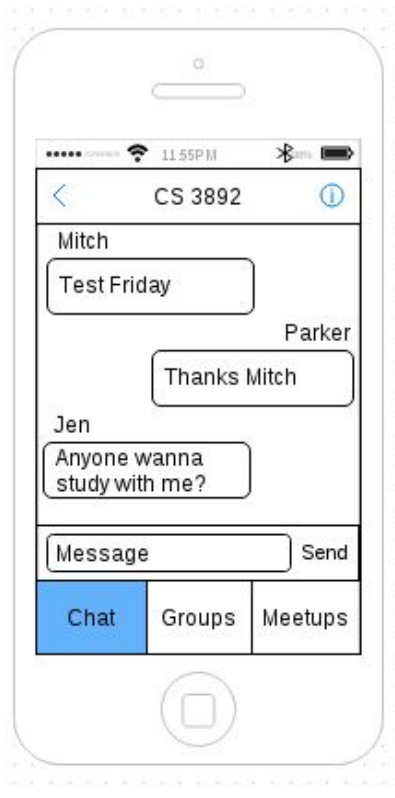 11:55PM
CS 3892
Mitch
Test Friday
Parker
Thanks Mitch
Jen
Anyone wanna
study with me?
Message Send
Chat Groups Meetups